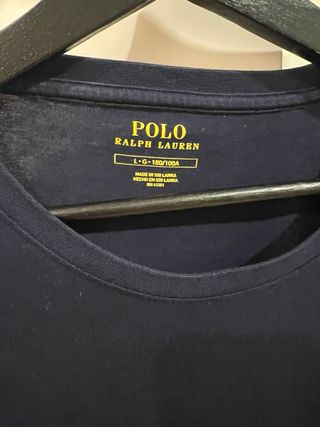 POLO
RALPH LAUREN
L • G • 180/100A
MADE IN SRI LANKA
HECHO EN SRI LANKA